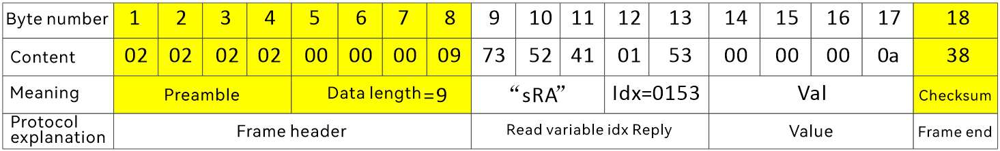 Byte number 1 2 3 4 5 6 7 8 9 10 11 12 13 14 15 16 17 18
Content 02 02 02 02 00 00 00 09 73 52 41 01 53 00 00 00 0a 38
Meaning Preamble Data length=9 “sRA” Idx=0153 Val Checksum
Protocol explanation Frame header Read variable idx Reply Value Frame end